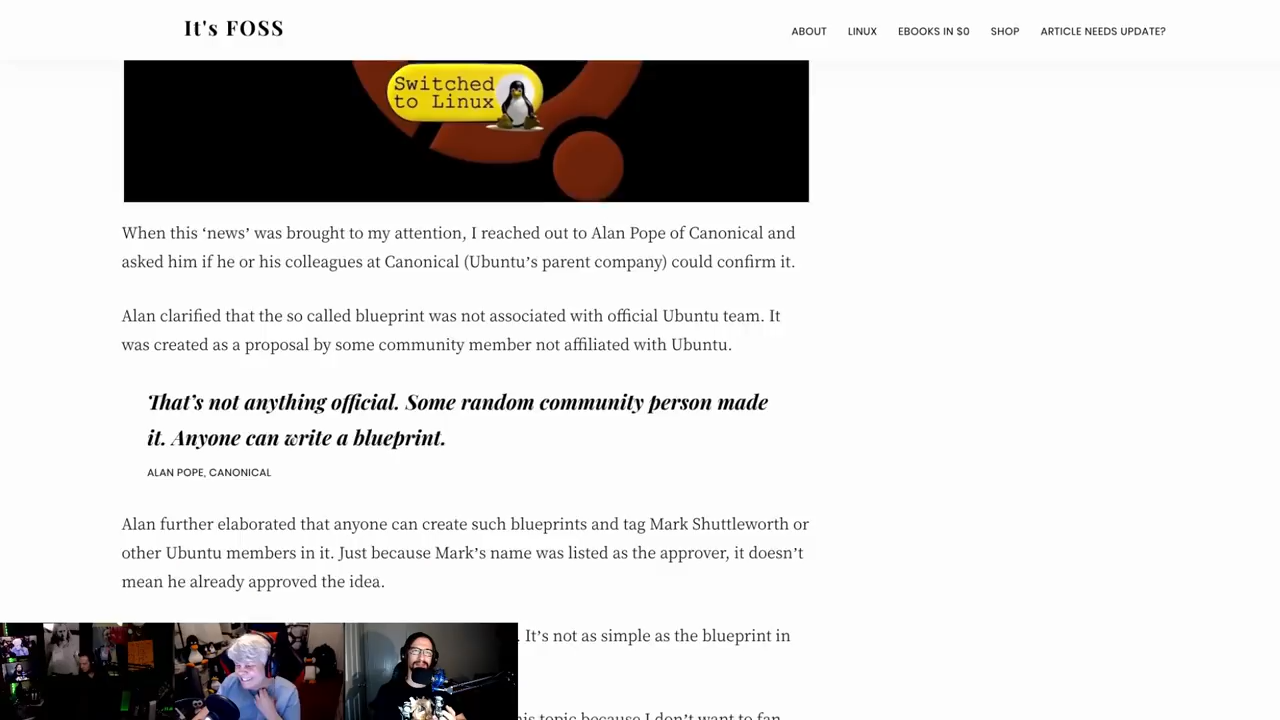 It's FOSS
ABOUT LINUX EBOOKS IN $0 SHOP ARTICLE NEEDS UPDATE?
Switched
to Linux
When this ‘news’ was brought to my attention, I reached out to Alan Pope of Canonical and
asked him if he or his colleagues at Canonical (Ubuntu’s parent company) could confirm it.
Alan clarified that the so called blueprint was not associated with official Ubuntu team. It
was created as a proposal by some community member not affiliated with Ubuntu.
That’s not anything official. Some random community person made
it. Anyone can write a blueprint.
ALAN POPE, CANONICAL
Alan further elaborated that anyone can create such blueprints and tag Mark Shuttleworth or
other Ubuntu members in it. Just because Mark’s name was listed as the approver, it doesn’t
mean he already approved the idea.
. It’s not as simple as the blueprint in
this topic because I don’t want to fan